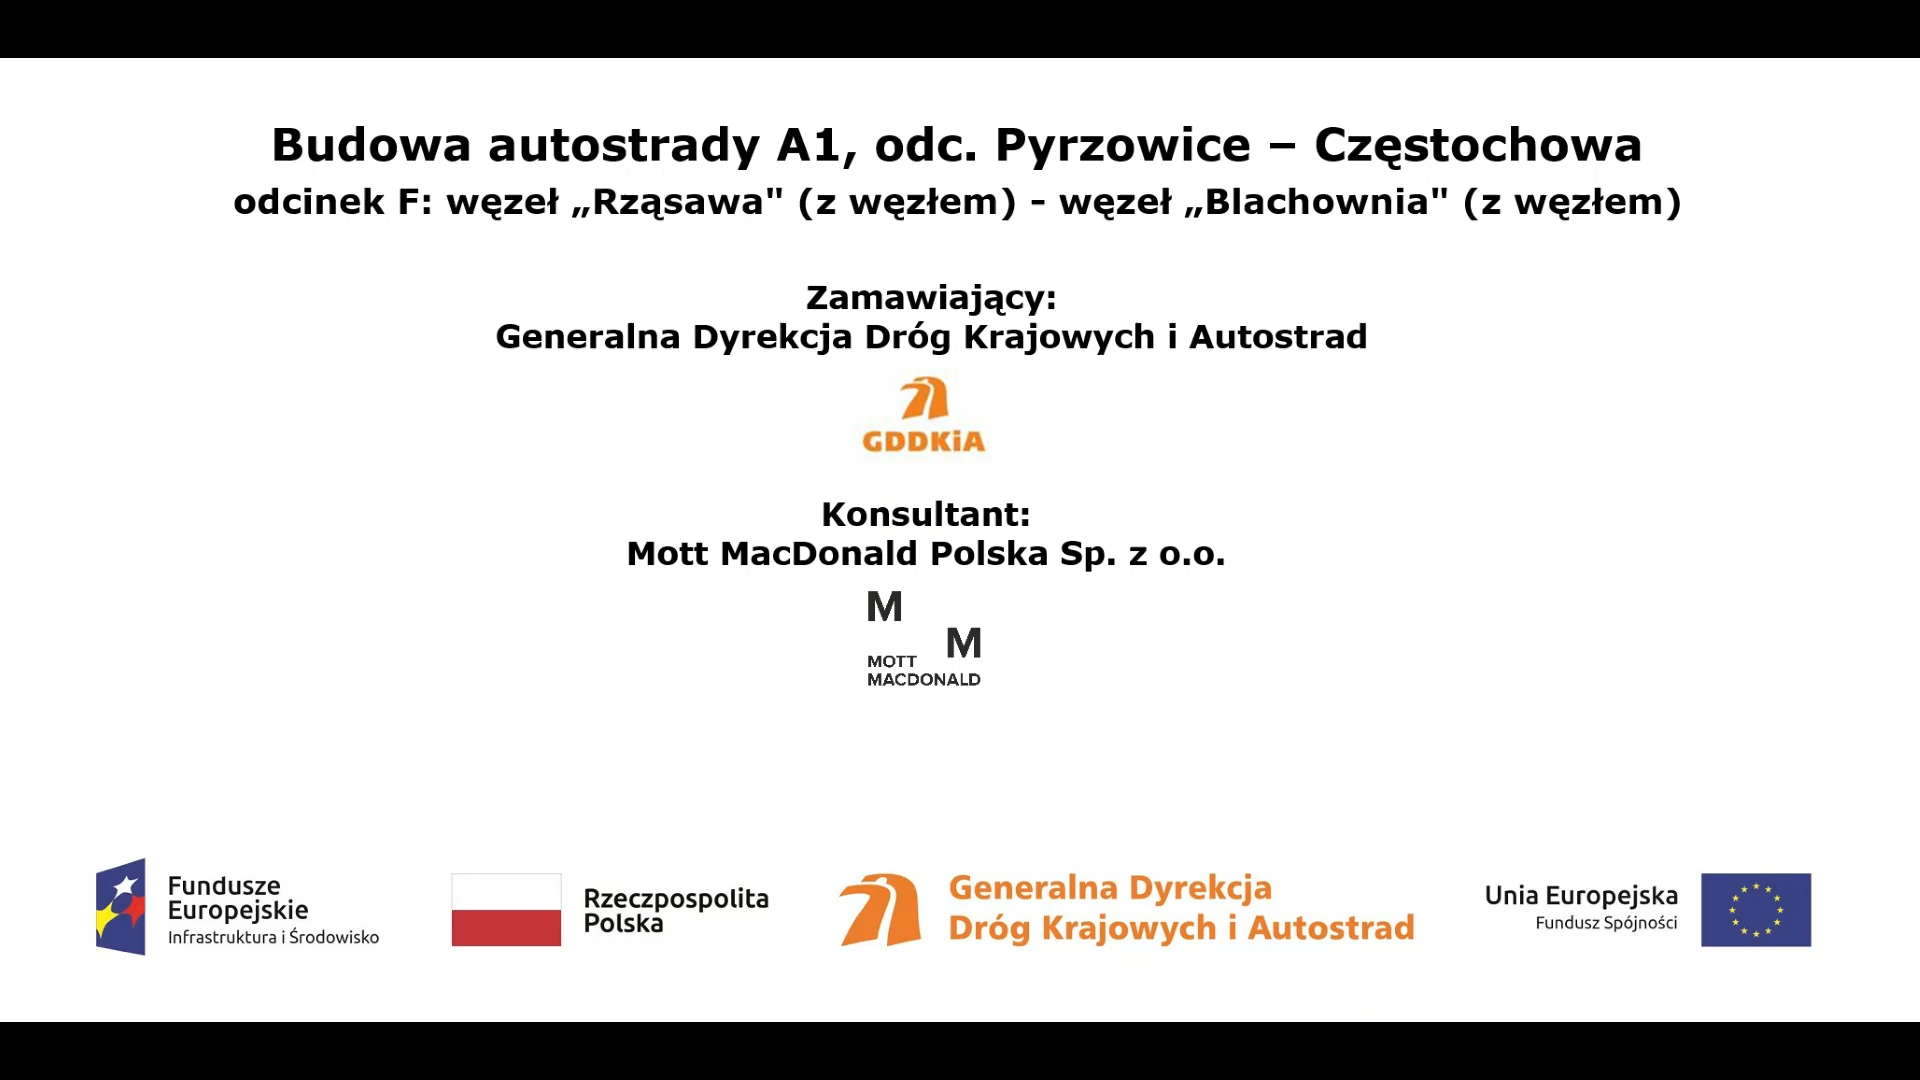 Budowa autostrady A1, odc. Pyrzowice – Częstochowa
odcinek F: węzeł „Rząsawa" (z węzłem) - węzeł „Blachownia" (z węzłem)
Zamawiający:
Generalna Dyrekcja Dróg Krajowych i Autostrad
GDDKiA
Konsultant:
Mott MacDonald Polska Sp. z o.o.
M
M
MOTT
MACDONALD
Fundusze
Europejskie
Infrastruktura i Środowisko
Rzeczpospolita
Polska
Generalna Dyrekcja
Dróg Krajowych i Autostrad
Unia Europejska
Fundusz Spójności